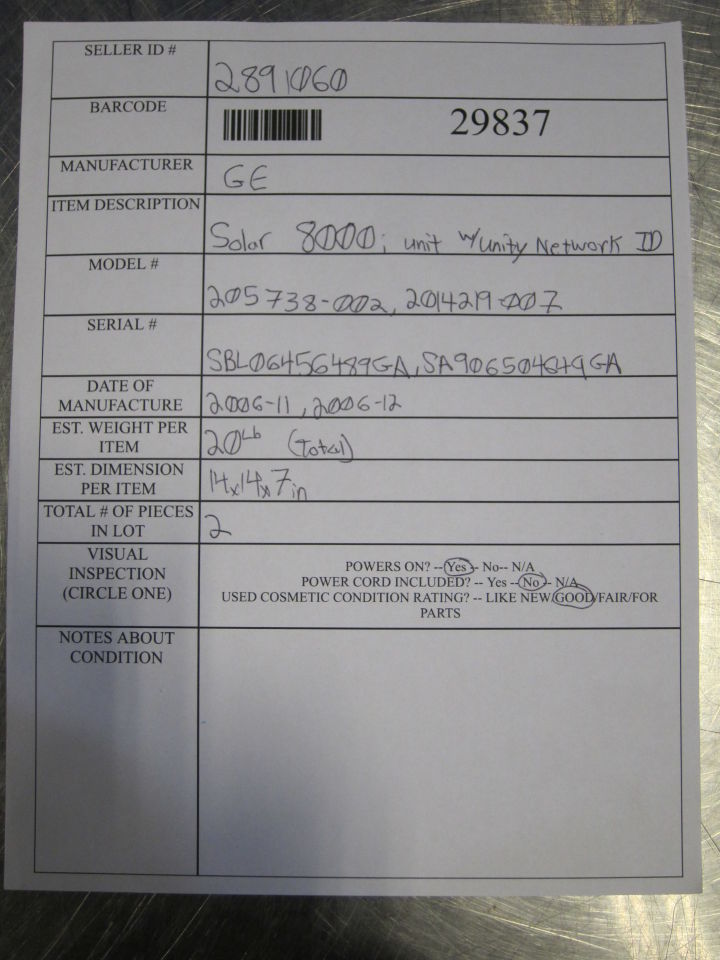 SELLER ID # 2891060
BARCODE 29837
MANUFACTURER GE
ITEM DESCRIPTION Solar 8000; unit w/unity Network ID
MODEL # 205738-002, 2014219-007
SERIAL # SBL06456489GA, SA906504649GA
DATE OF
MANUFACTURE 2006-11, 2006-12
EST. WEIGHT PER
ITEM 20 Lb (total)
EST. DIMENSION
PER ITEM 14x14x7in
TOTAL # OF PIECES
IN LOT 2
VISUAL
INSPECTION
(CIRCLE ONE)
POWERS ON? -- Yes -- No-- N/A
POWER CORD INCLUDED? -- Yes -- No -- N/A
USED COSMETIC CONDITION RATING? -- LIKE NEW/GOOD/FAIR/FOR
PARTS
NOTES ABOUT
CONDITION